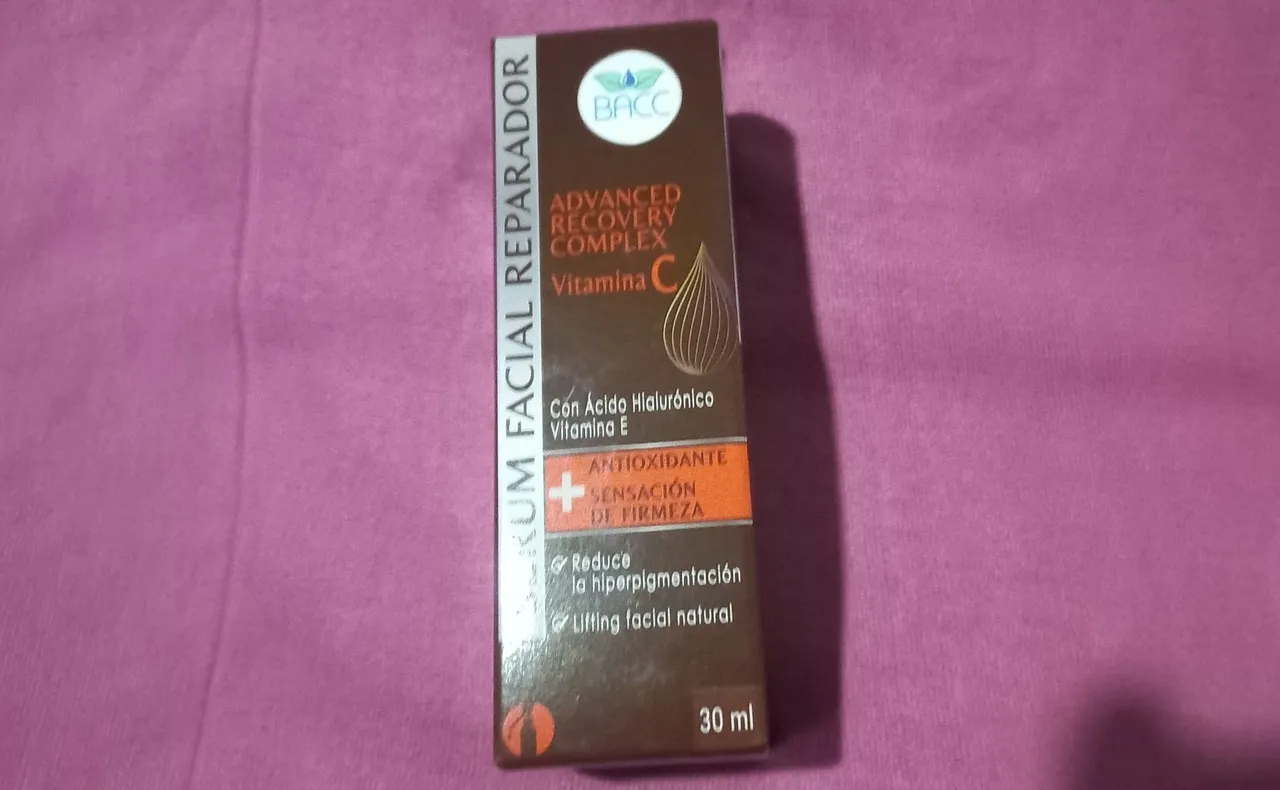 BACC
FACIAL REPARADOR
ADVANCED
RECOVERY
COMPLEX
Vitamina C
Con Ácido Hialurónico
Vitamina E
+ ANTIOXIDANTE
SENSACIÓN
DE FIRMEZA
Reduce
la hiperpigmentación
Lifting facial natural
30 ml